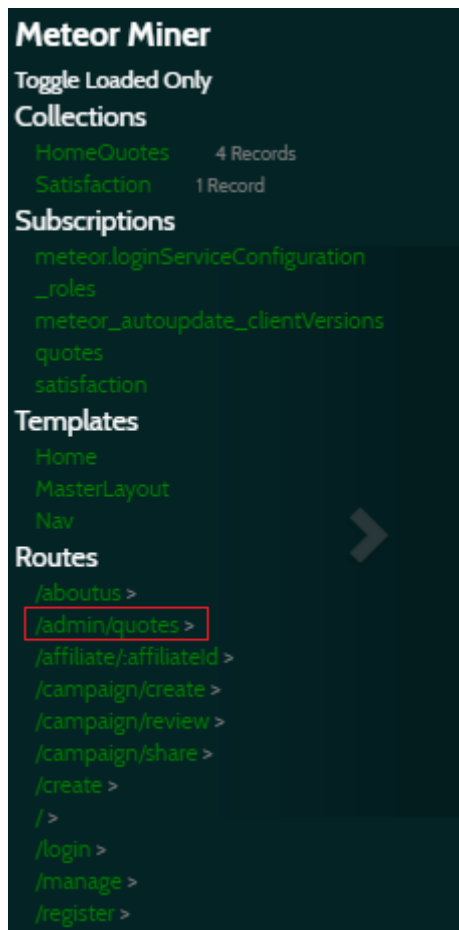 Meteor Miner
Toggle Loaded Only
Collections
HomeQuotes 4 Records
Satisfaction 1 Record
Subscriptions
meteor.loginServiceConfiguration
_roles
meteor_autoupdate_clientVersions
quotes
satisfaction
Templates
Home
MasterLayout
Nav
Routes
/aboutus >
/admin/quotes >
/affiliate/:affiliateId >
/campaign/create >
/campaign/review >
/campaign/share >
/create >
/ >
/login >
/manage >
/register >